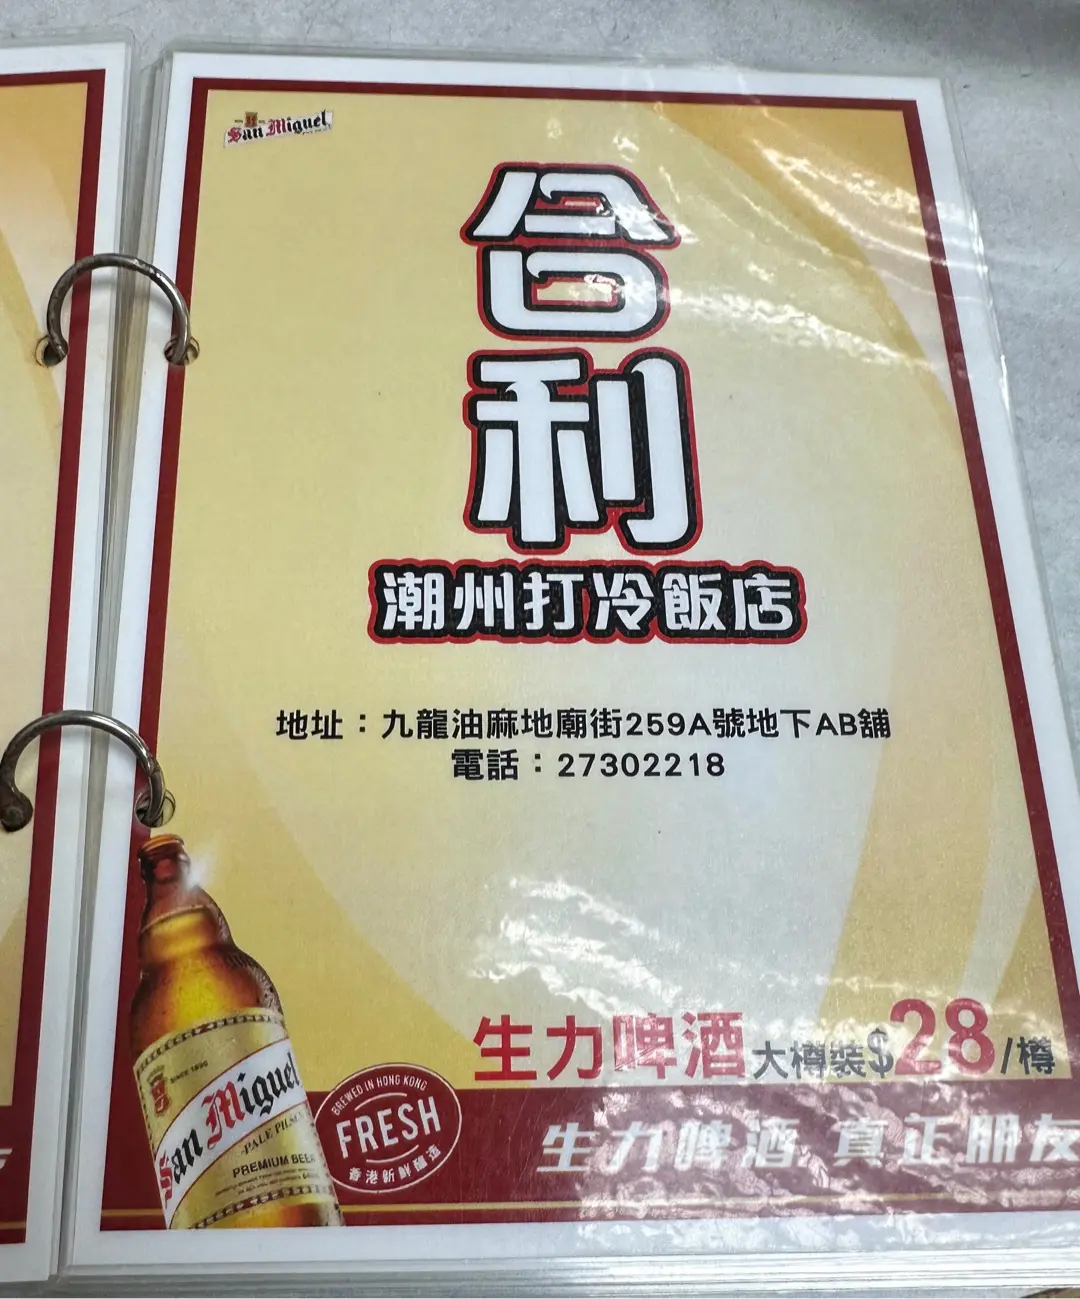 San Miguel
合利
潮州打冷飯店
地址：九龍油麻地廟街259A號地下AB舖
電話：27302218
生力啤酒 大樽裝$28/樽
生力啤酒 真正朋友
SINCE 1890
San Miguel
PALE PILSEN
PREMIUM BEER
BREWED IN HONG KONG
FRESH
香港新鮮